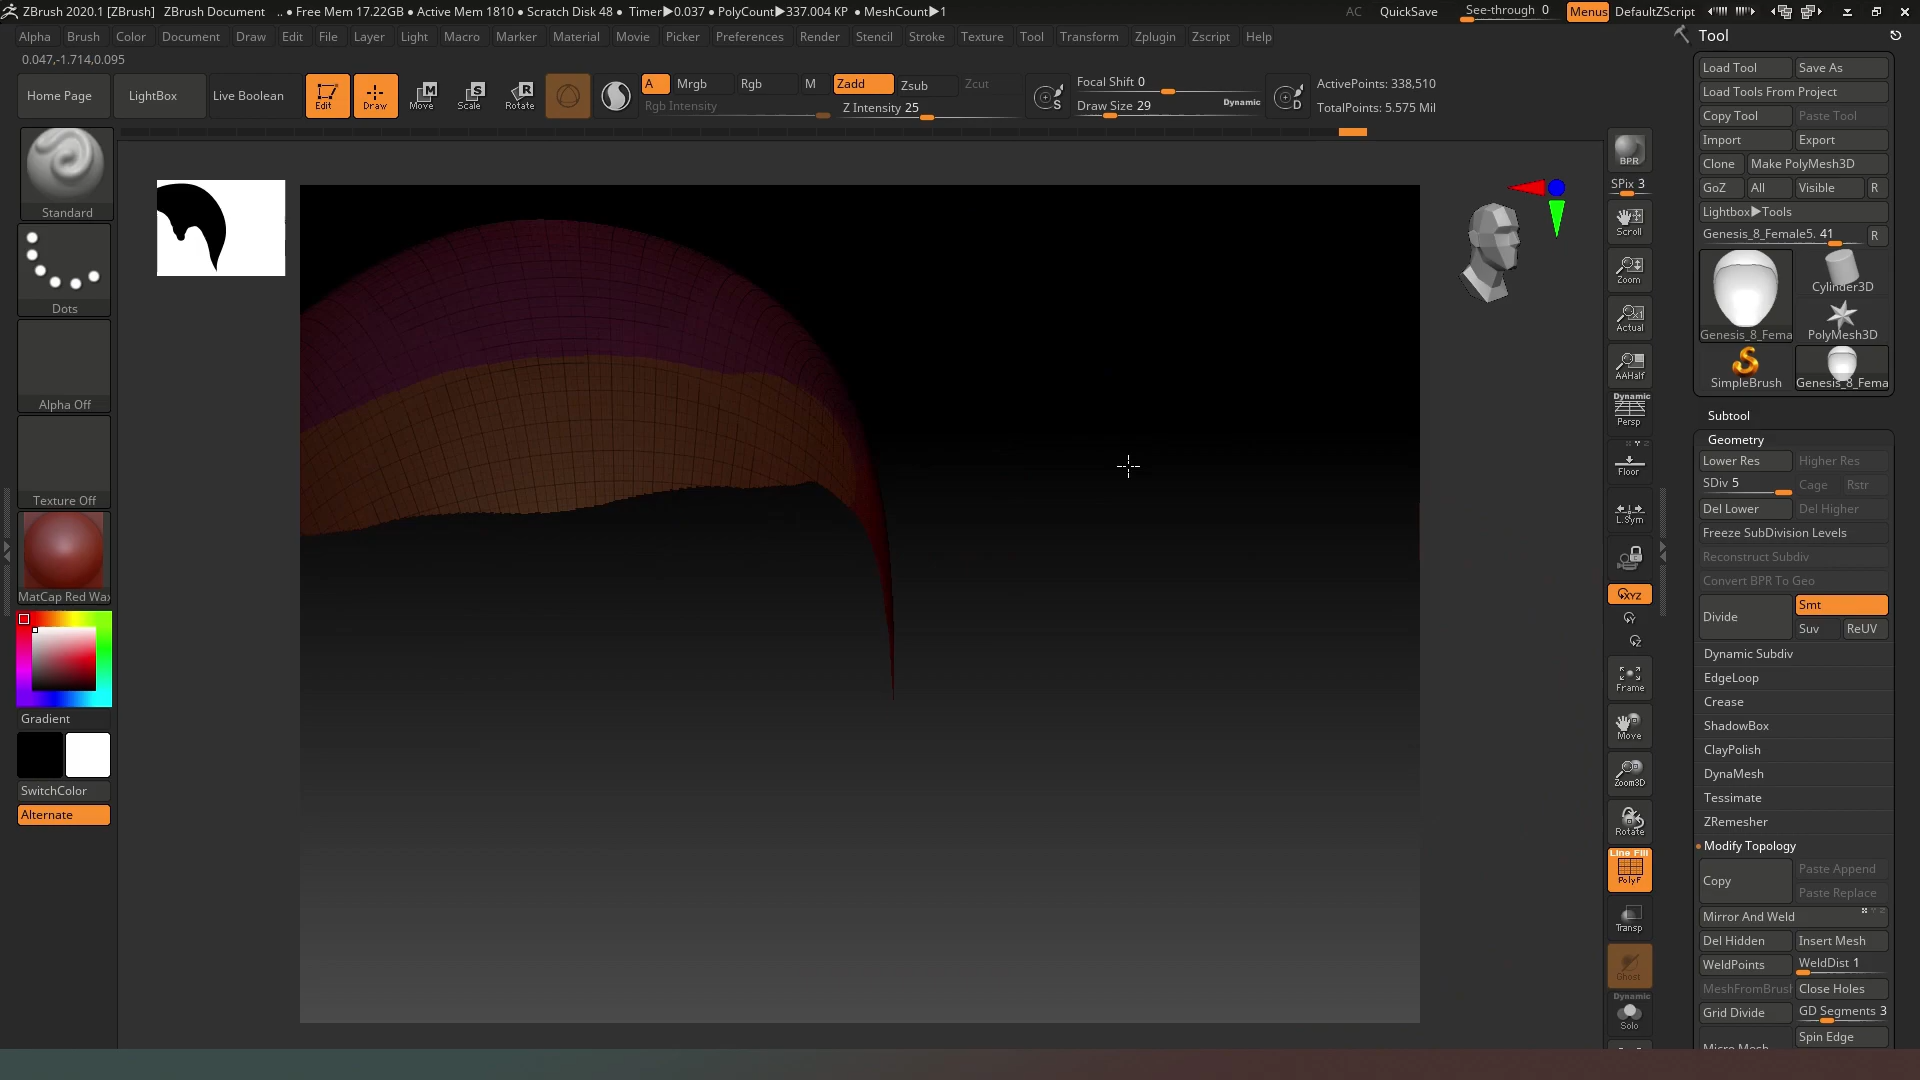 ZBrush 2020.1 [ZBrush] ZBrush Document .. ● Free Mem 17.22GB ● Active Mem 1810 ● Scratch Disk 48 ● Timer▶0.037 ● PolyCount▶337.004 KP ● MeshCount▶1 AC QuickSave See-through 0 Menus DefaultZScript
Alpha Brush Color Document Draw Edit File Layer Light Macro Marker Material Movie Picker Preferences Render Stencil Stroke Texture Tool Transform Zplugin Zscript Help
0.047,-1.714,0.095
Home Page LightBox Live Boolean Edit Draw Move Scale Rotate
A Mrgb Rgb M Zadd Zsub Zcut
Rgb Intensity Z Intensity 25
Focal Shift 0
Draw Size 29 Dynamic
S D
ActivePoints: 338,510
TotalPoints: 5.575 Mil
Standard
Dots
Alpha Off
Texture Off
MatCap Red Wax
Gradient
SwitchColor
Alternate
BPR
SPix 3
Scroll
Zoom
Actual
AAHalf
Dynamic
Persp
Floor
L.Sym
XYZ
Y
Z
Frame
Move
Zoom3D
Rotate
Line Fill
PolyF
Transp
Ghost
Dynamic
Solo
Tool
Load Tool Save As
Load Tools From Project
Copy Tool Paste Tool
Import Export
Clone Make PolyMesh3D
GoZ All Visible R
Lightbox▶Tools
Genesis_8_Female5. 41 R
Genesis_8_Fema Cylinder3D
PolyMesh3D
SimpleBrush Genesis_8_Fema
Subtool
Geometry
Lower Res Higher Res
SDiv 5 Cage Rstr
Del Lower Del Higher
Freeze SubDivision Levels
Reconstruct Subdiv
Convert BPR To Geo
Divide Smt
Suv ReUV
Dynamic Subdiv
EdgeLoop
Crease
ShadowBox
ClayPolish
DynaMesh
Tessimate
ZRemesher
Modify Topology
Copy Paste Append
Paste Replace
Mirror And Weld
Del Hidden Insert Mesh
WeldPoints WeldDist 1
MeshFromBrush Close Holes
Grid Divide GD Segments 3
Micro Mesh Spin Edge